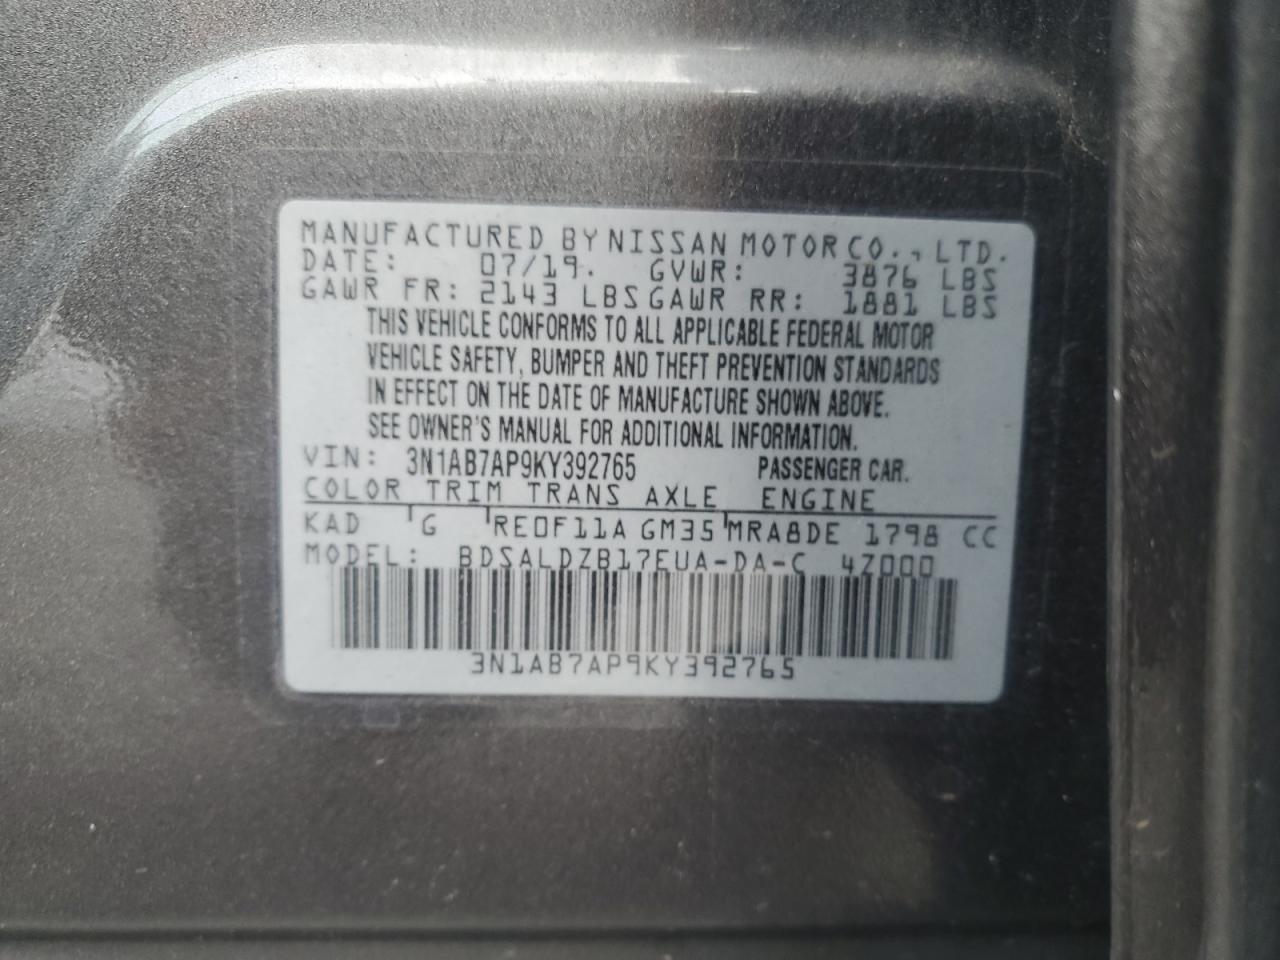 MANUFACTURED BY NISSAN MOTOR CO., LTD.
DATE: 07/19. GVWR: 3876 LBS
GAWR FR: 2143 LBS GAWR RR: 1881 LBS
THIS VEHICLE CONFORMS TO ALL APPLICABLE FEDERAL MOTOR
VEHICLE SAFETY, BUMPER AND THEFT PREVENTION STANDARDS
IN EFFECT ON THE DATE OF MANUFACTURE SHOWN ABOVE.
SEE OWNER'S MANUAL FOR ADDITIONAL INFORMATION.
VIN: 3N1AB7AP9KY392765 PASSENGER CAR.
COLOR TRIM TRANS AXLE ENGINE
KAD G RE0F11A GM35 MRA8DE 1798 CC
MODEL: BDSALDZB17EUA-DA-C 4Z000
3N1AB7AP9KY392765